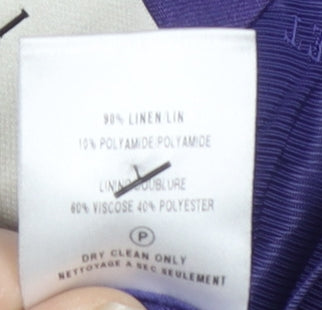 90% LINEN/LIN
10% POLYAMIDE/POLYAMIDE
LINING/DOUBLURE
60% VISCOSE 40% POLYESTER
P
DRY CLEAN ONLY
NETTOYAGE A SEC SEULEMENT